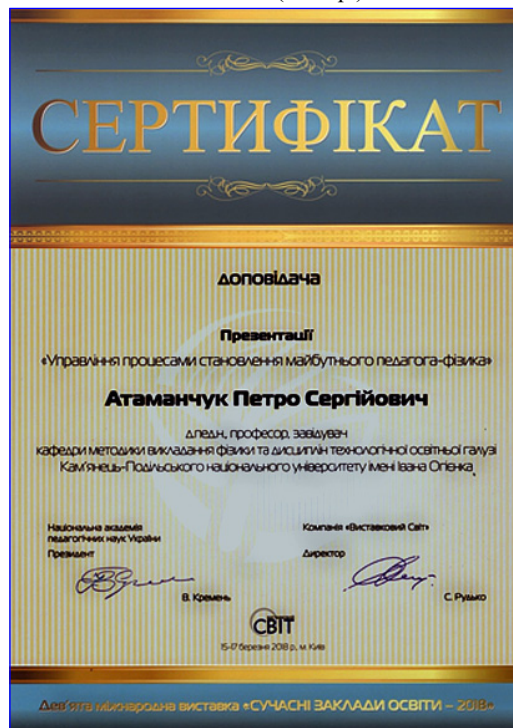 СЕРТИФІКАТ
доповідача
Презентації
«Управління процесами становлення майбутнього педагога-фізика»
Атаманчук Петро Сергійович
д.пед.н., професор, завідувач
кафедри методики викладання фізики та дисциплін технологічної освітньої галузі
Кам'янець-Подільського національного університету імені Івана Огієнка
Національна академія
педагогічних наук України
Президент
В. Кремень
Компанія «Виставковий Світ»
Директор
С. Рудько
СВІТ
15-17 березня 2018 р., м. Київ
Дев'ята міжнародна виставка «СУЧАСНІ ЗАКЛАДИ ОСВІТИ – 2018»